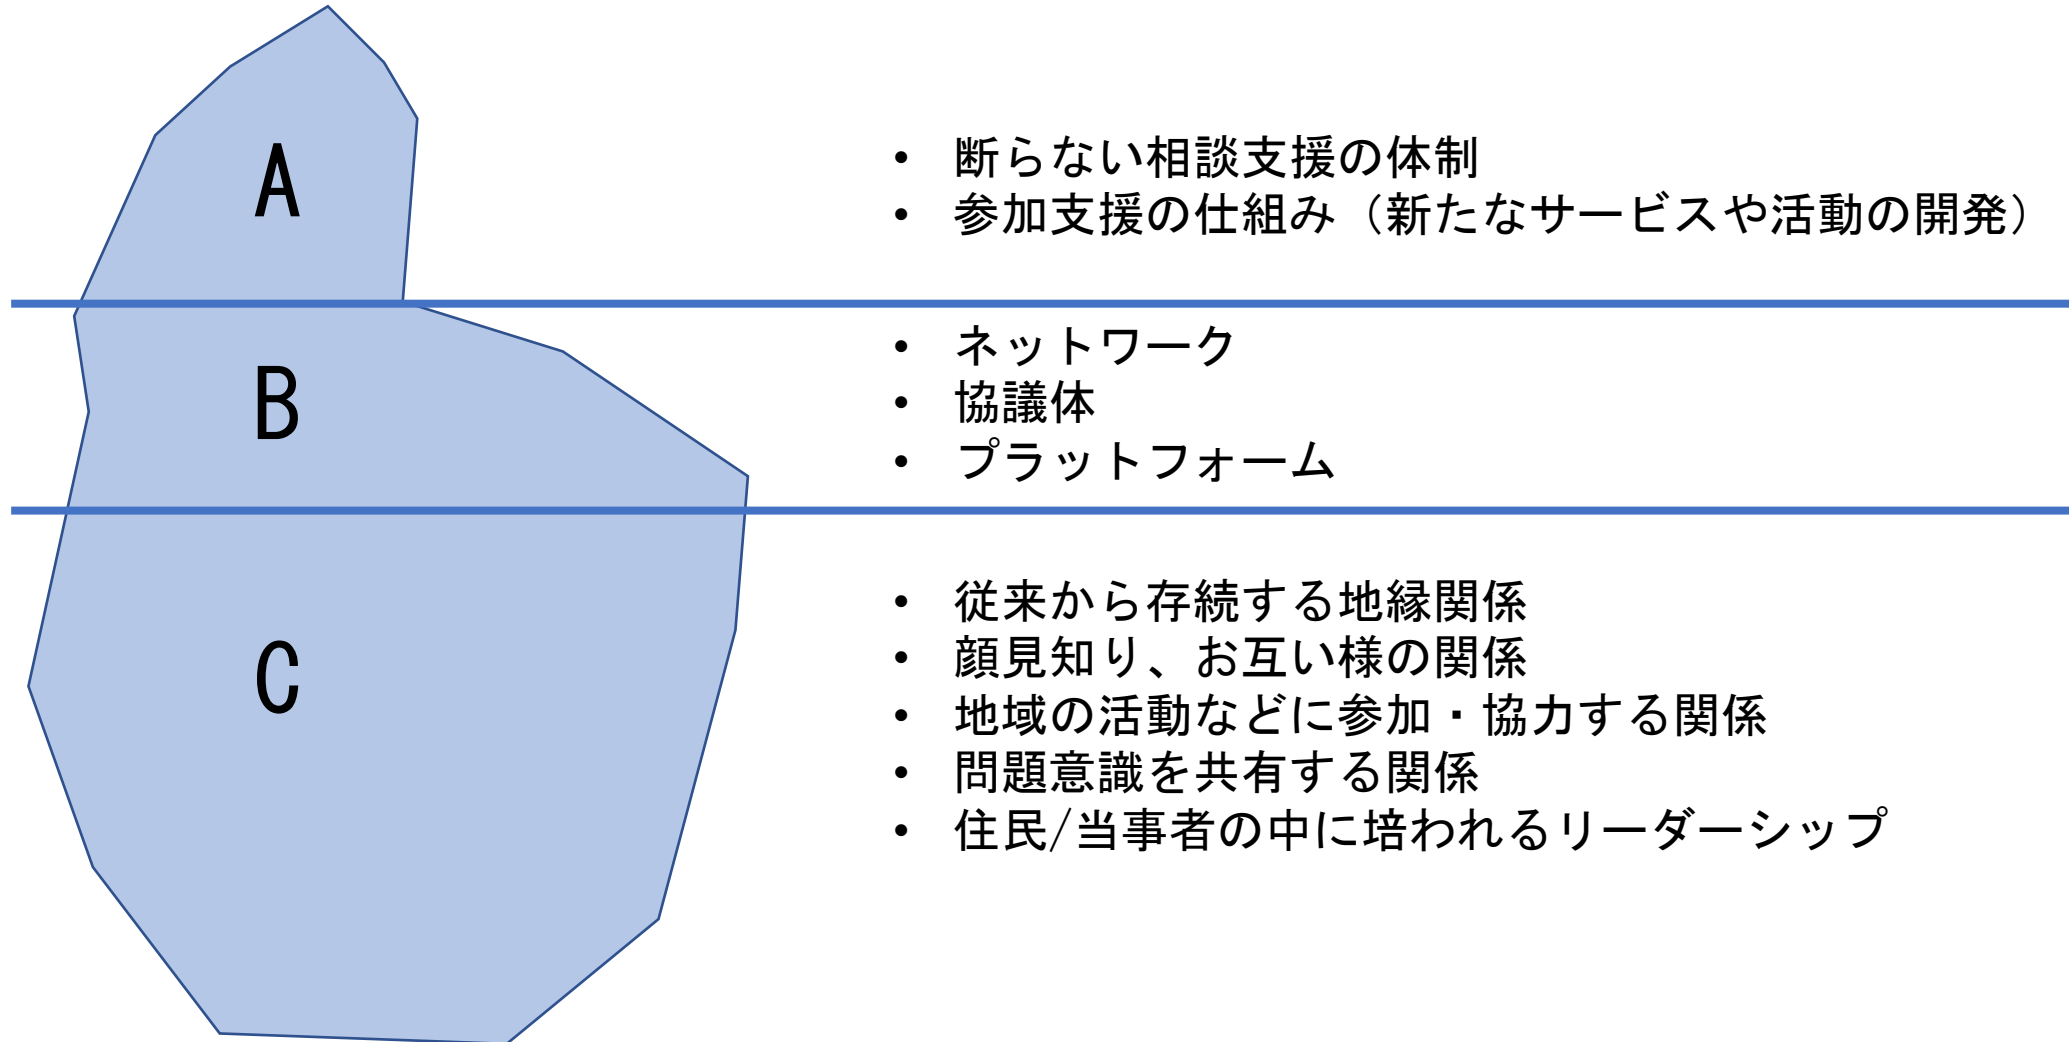 A
• 断らない相談支援の体制
• 参加支援の仕組み（新たなサービスや活動の開発）
B
• ネットワーク
• 協議体
• プラットフォーム
C
• 従来から存続する地縁関係
• 顔見知り、お互い様の関係
• 地域の活動などに参加・協力する関係
• 問題意識を共有する関係
• 住民/当事者の中に培われるリーダーシップ